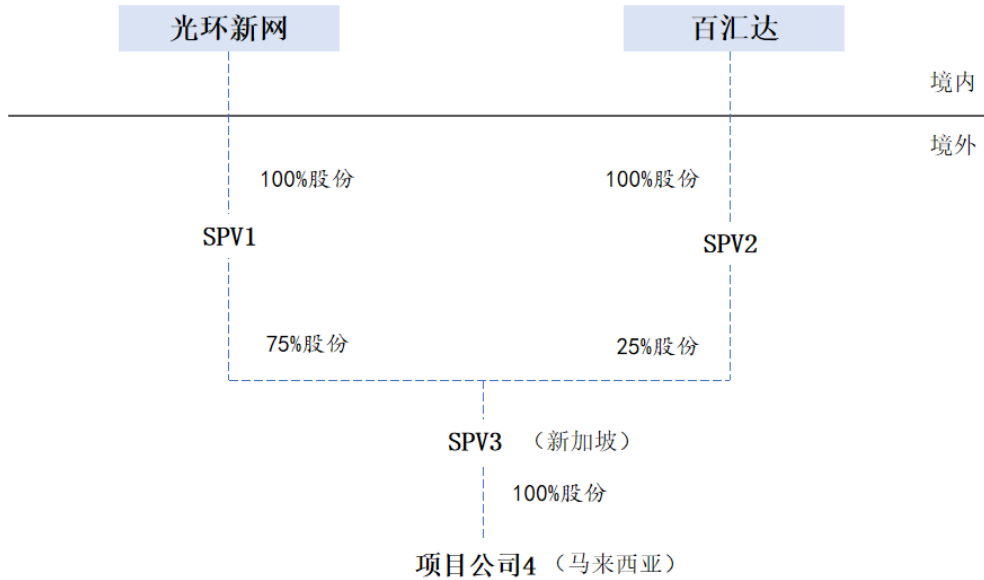 光环新网 百汇达
境内
境外
100%股份 100%股份
SPV1 SPV2
75%股份 25%股份
SPV3 （新加坡）
100%股份
项目公司4 （马来西亚）